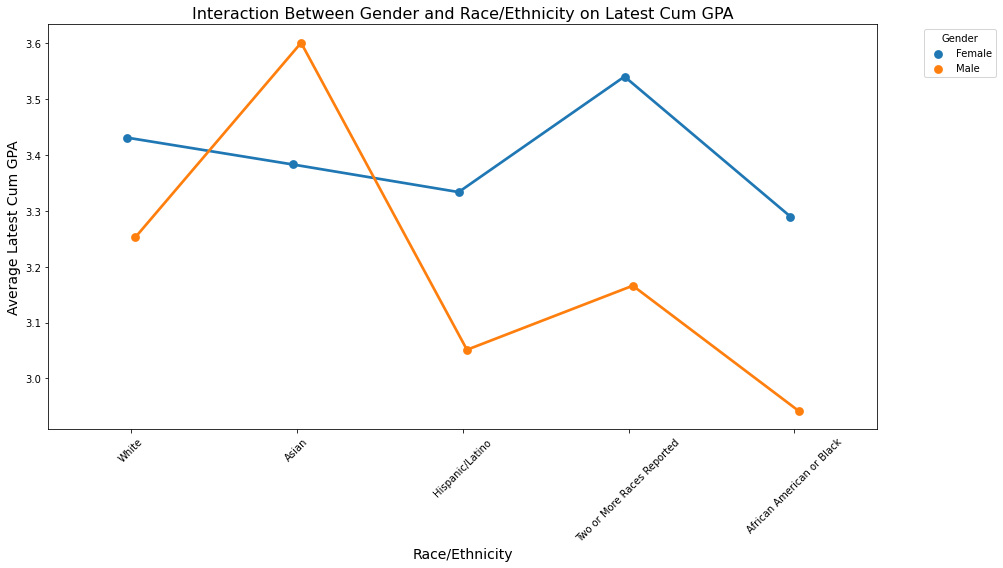 Interaction Between Gender and Race/Ethnicity on Latest Cum GPA
Gender
Female
Male
Average Latest Cum GPA
3.6
3.5
3.4
3.3
3.2
3.1
3.0
White
Asian
Hispanic/Latino
Two or More Races Reported
African American or Black
Race/Ethnicity